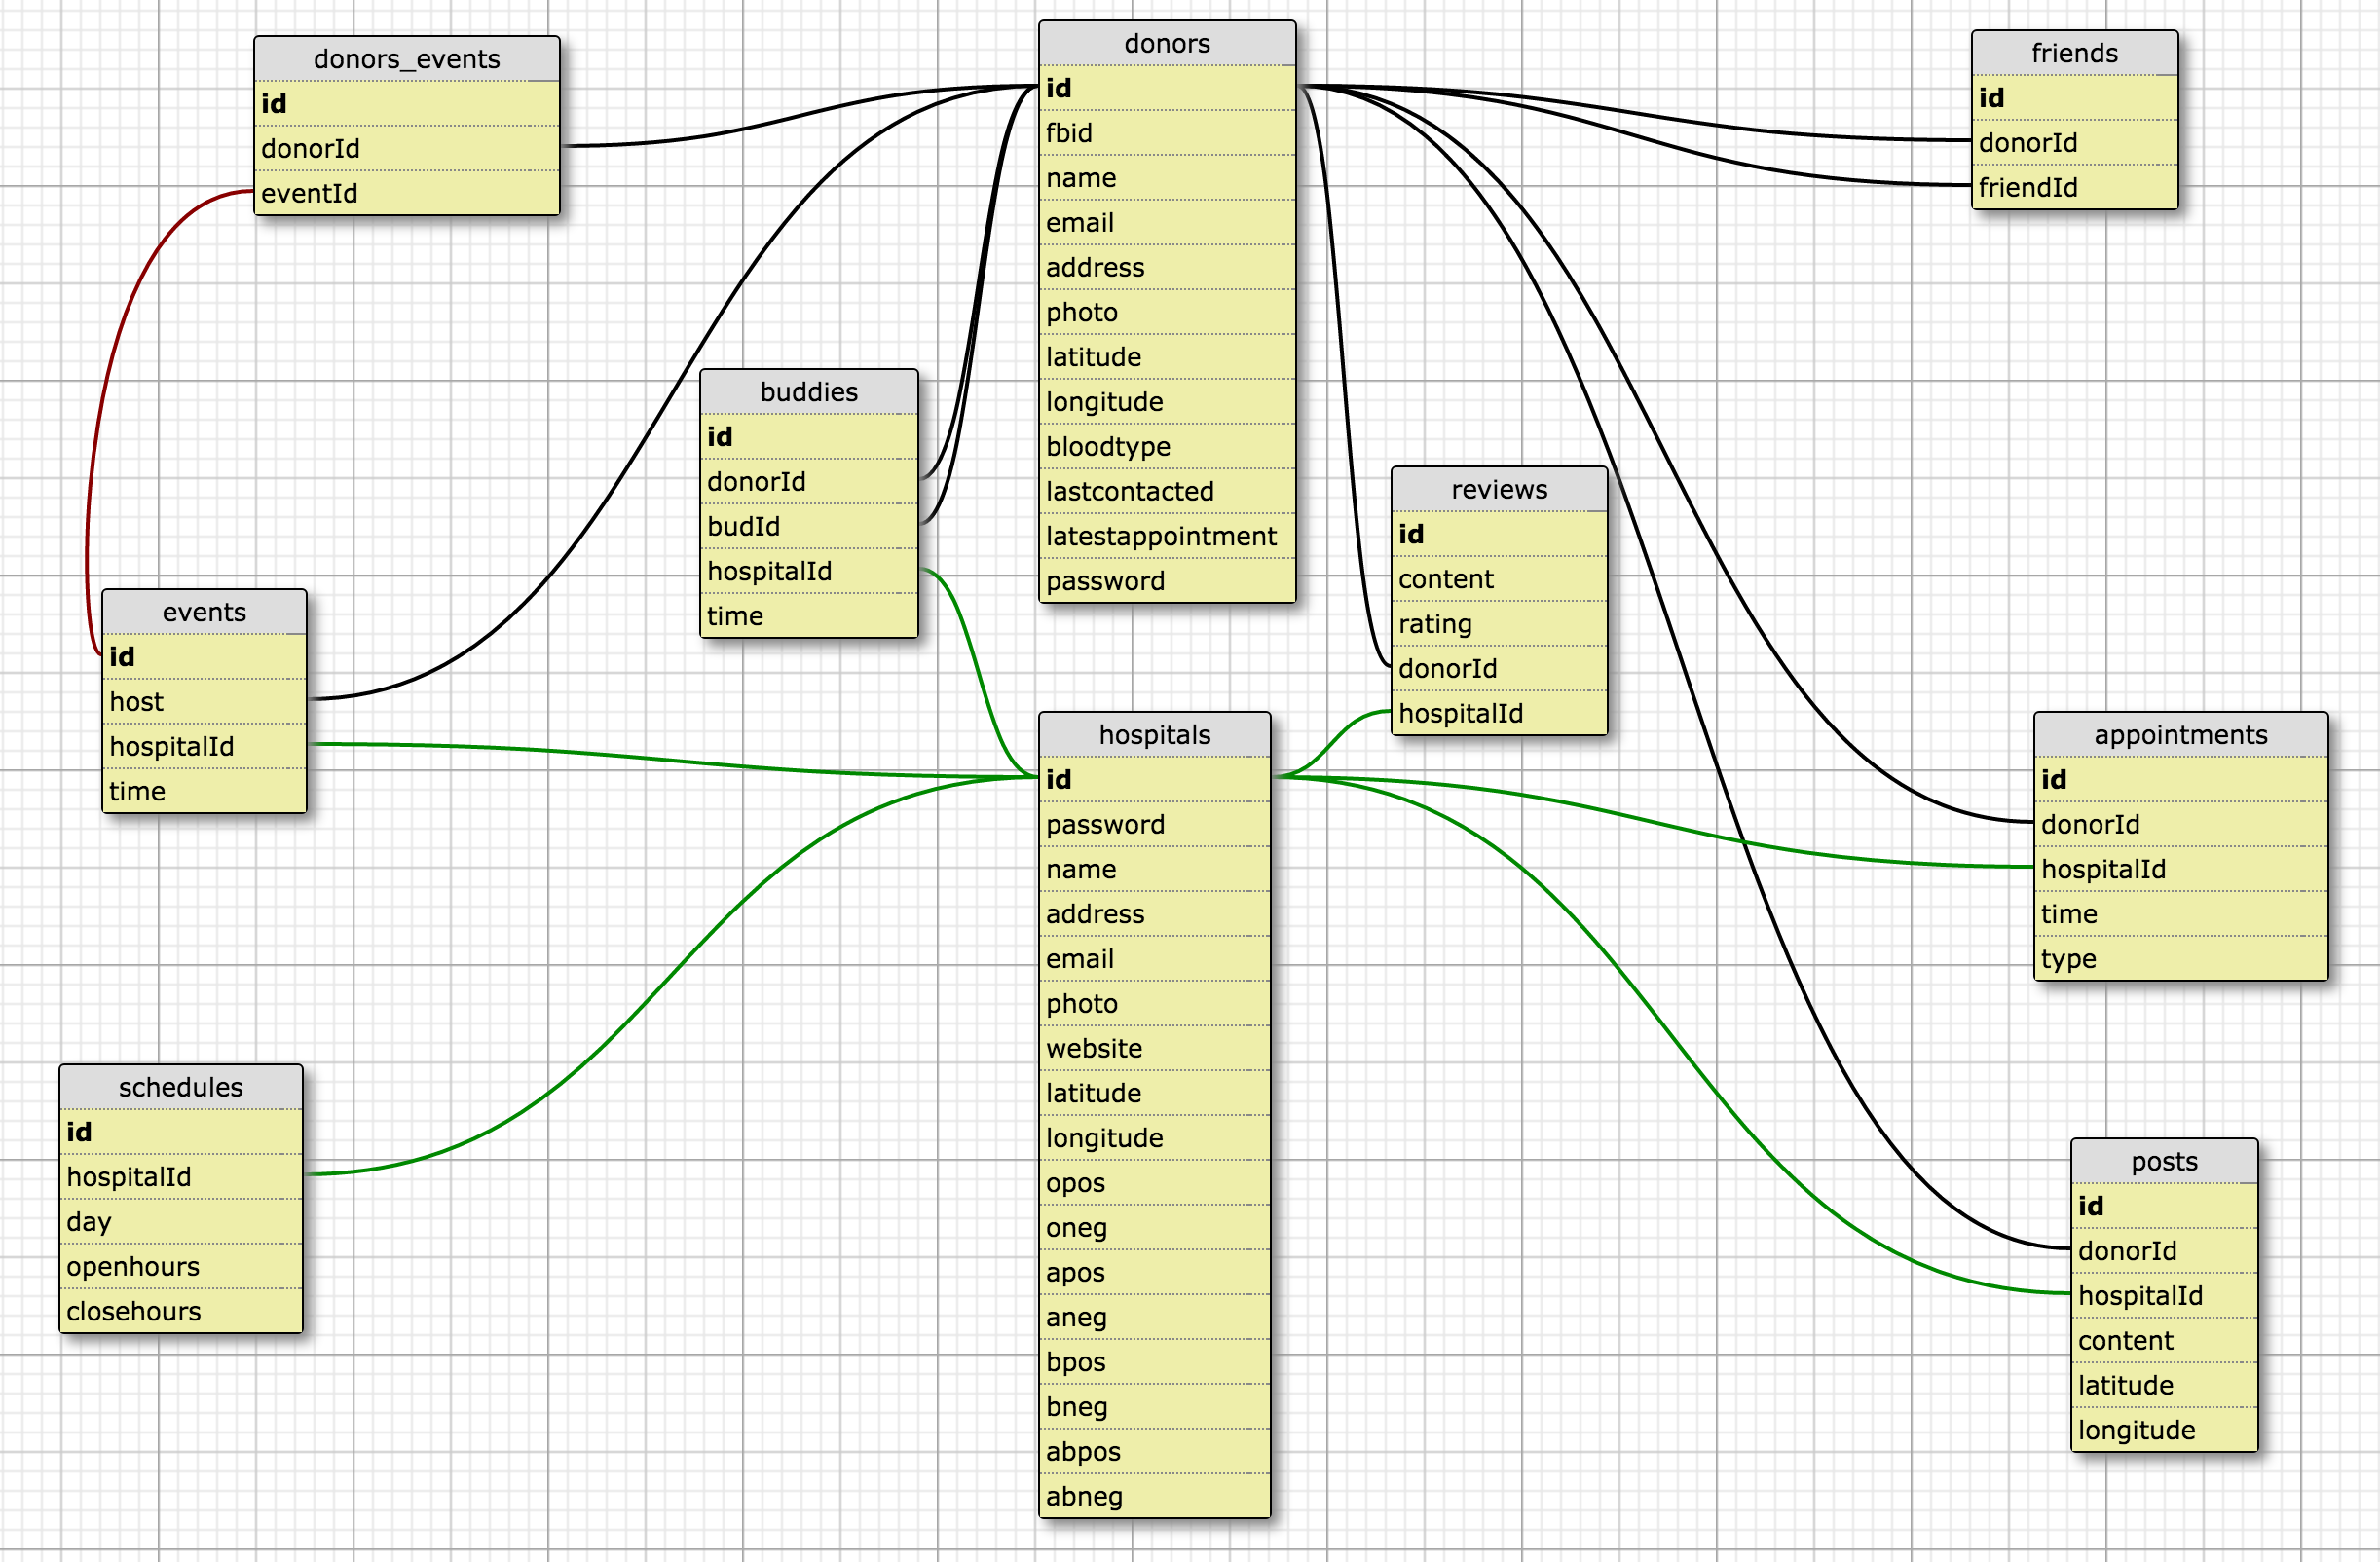 donors_events
id
donorId
eventId
donors
id
fbid
name
email
address
photo
latitude
longitude
bloodtype
lastcontacted
latestappointment
password
friends
id
donorId
friendId
buddies
id
donorId
budId
hospitalId
time
reviews
id
content
rating
donorId
hospitalId
events
id
host
hospitalId
time
hospitals
id
password
name
address
email
photo
website
latitude
longitude
opos
oneg
apos
aneg
bpos
bneg
abpos
abneg
appointments
id
donorId
hospitalId
time
type
schedules
id
hospitalId
day
openhours
closehours
posts
id
donorId
hospitalId
content
latitude
longitude